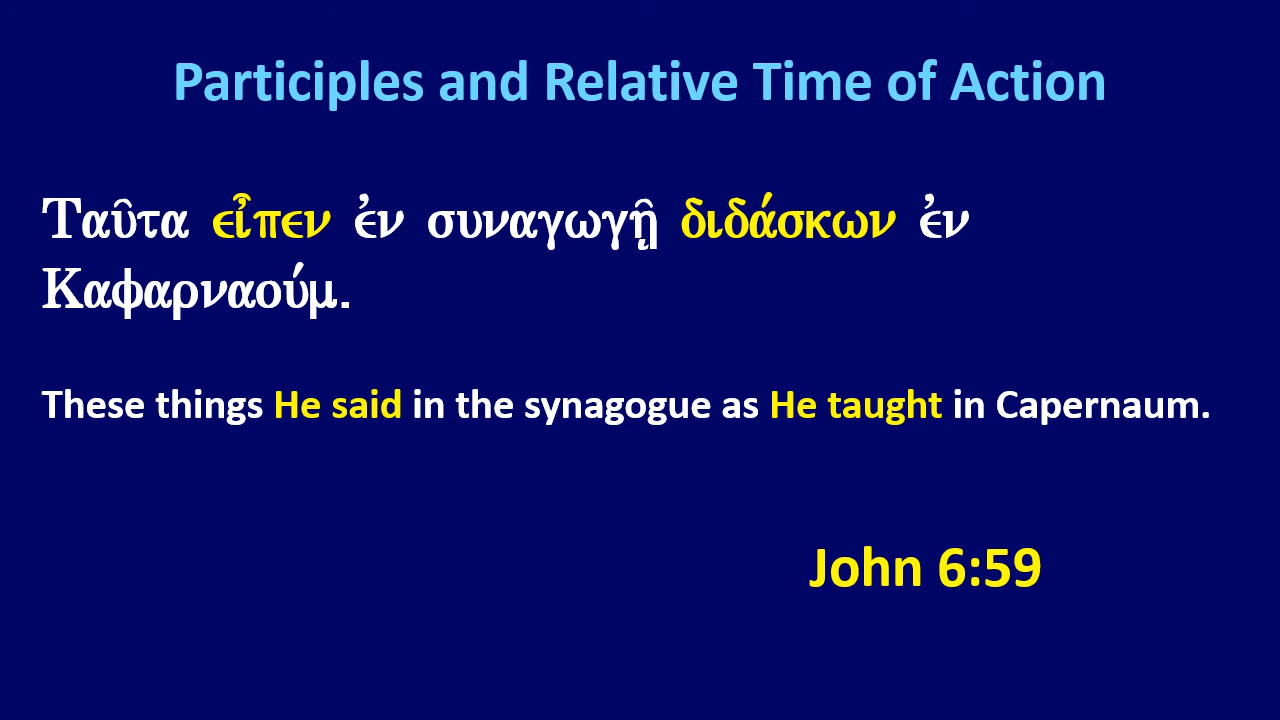 Participles and Relative Time of Action
Ταῦτα εἶπεν ἐν συναγωγῇ διδάσκων ἐν
Καφαρναούμ.
These things He said in the synagogue as He taught in Capernaum.
John 6:59